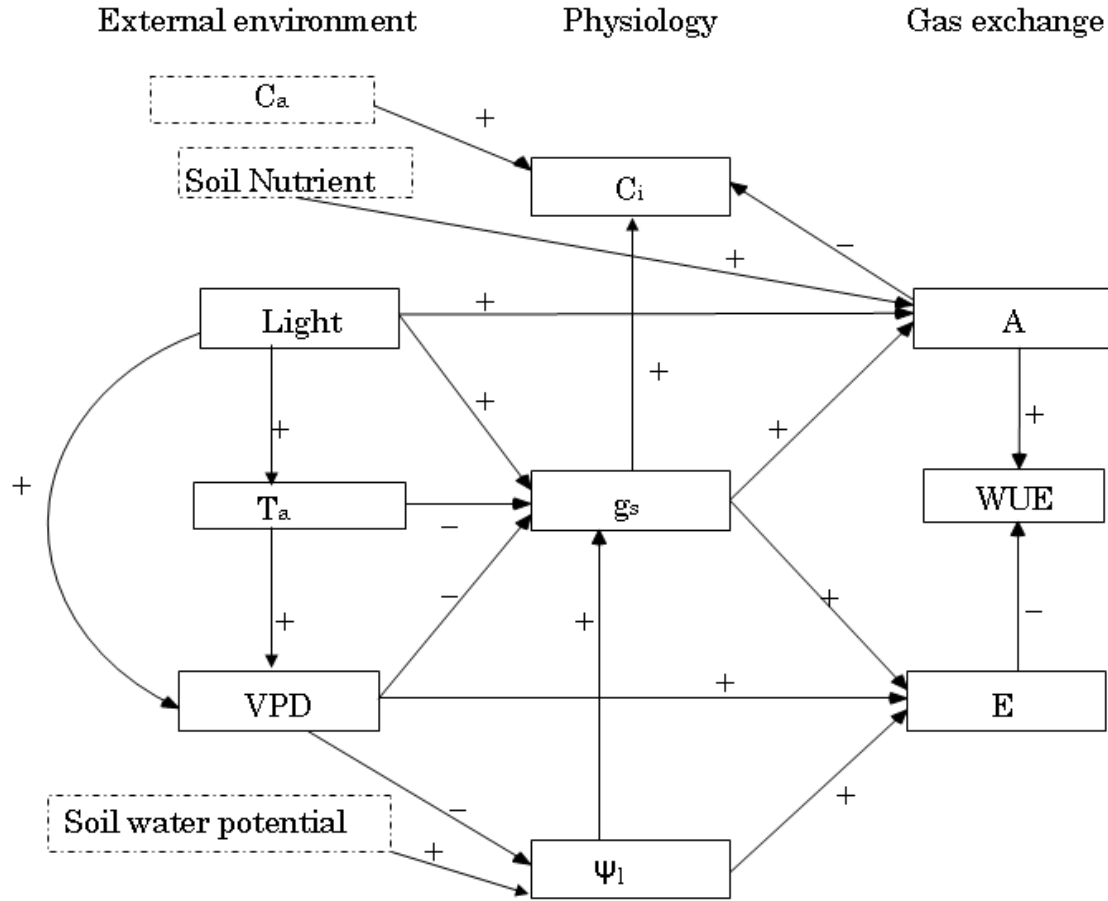 External environment Physiology Gas exchange
Cₐ
+
Soil Nutrient
Cᵢ
−
+
Light
+
A
+
+
+
+
+
+
Tₐ
−
gₛ
WUE
−
+
+
+
−
VPD
+
E
−
+
Soil water potential
+
Ψₗ